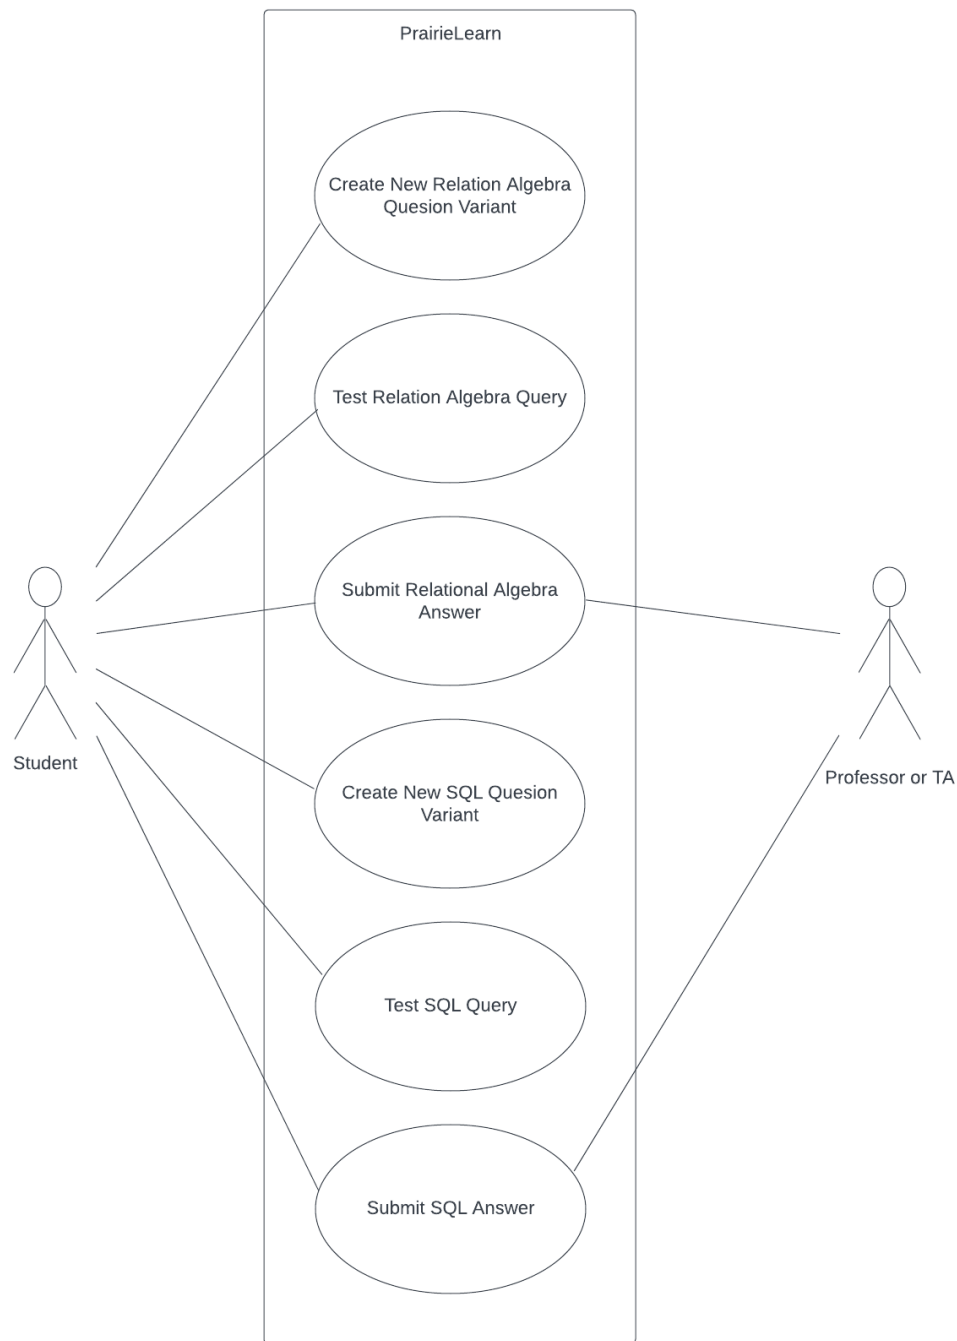 PrairieLearn
Create New Relation Algebra
Quesion Variant
Test Relation Algebra Query
Submit Relational Algebra
Answer
Student
Professor or TA
Create New SQL Quesion
Variant
Test SQL Query
Submit SQL Answer